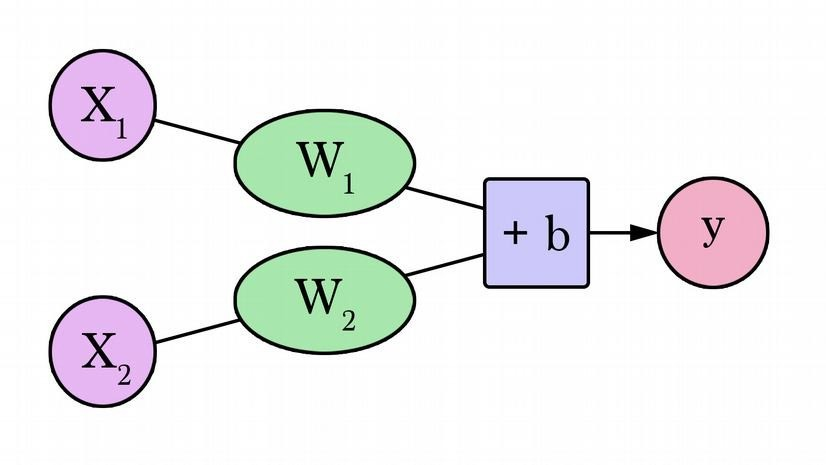 X₁
W₁
+ b
y
W₂
X₂